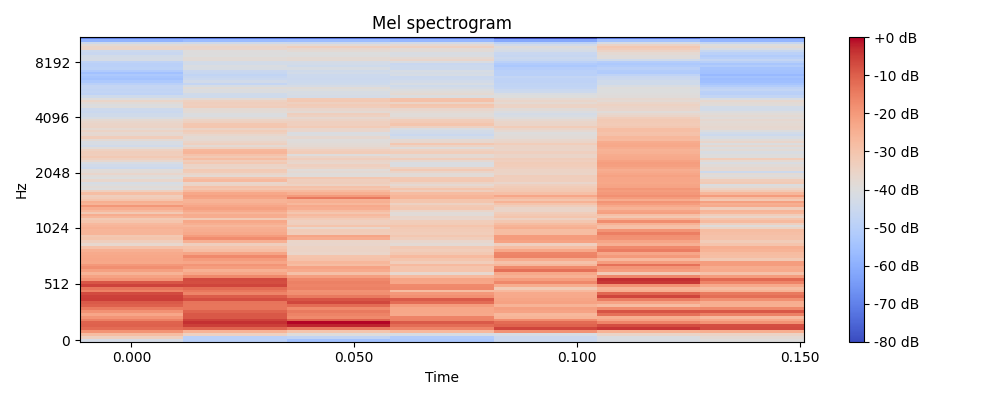 Mel spectrogram
Hz
8192
4096
2048
1024
512
0
0.000
0.050
0.100
0.150
Time
+0 dB
-10 dB
-20 dB
-30 dB
-40 dB
-50 dB
-60 dB
-70 dB
-80 dB